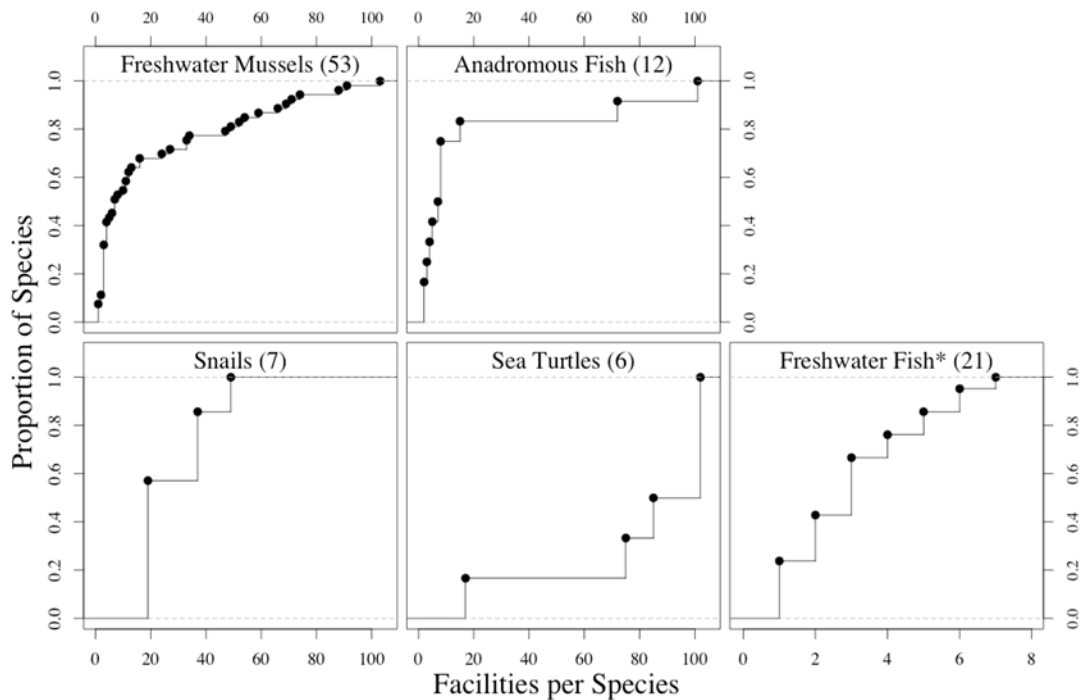 0 20 40 60 80 100 0 20 40 60 80 100
Freshwater Mussels (53) Anadromous Fish (12)
0.0 0.2 0.4 0.6 0.8 1.0
0.0 0.2 0.4 0.6 0.8 1.0
Proportion of Species
Snails (7) Sea Turtles (6) Freshwater Fish* (21)
0.0 0.2 0.4 0.6 0.8 1.0
0.0 0.2 0.4 0.6 0.8 1.0
0 20 40 60 80 100 0 20 40 60 80 100 0 2 4 6 8
Facilities per Species